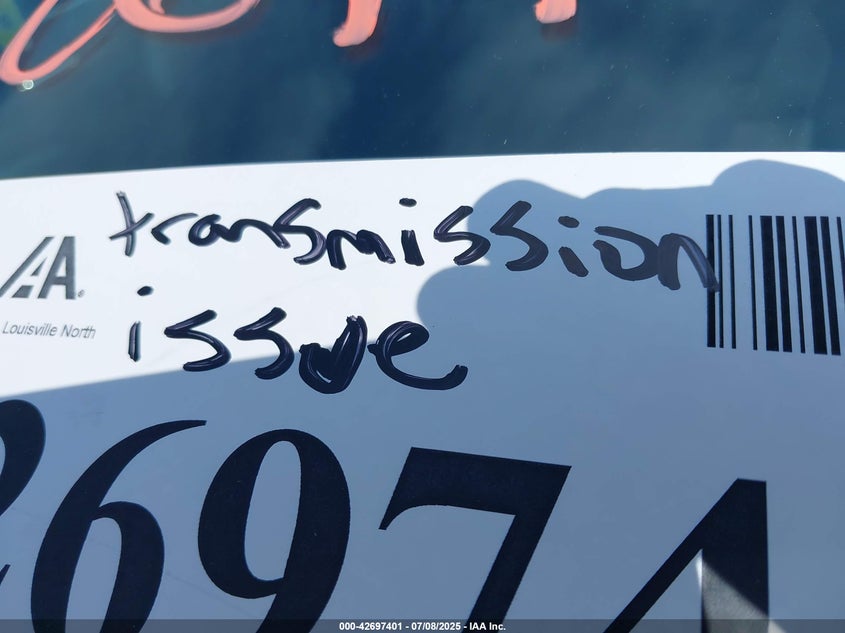 transmission
IAA.
Louisville North
issue
26974
000-42697401 - 07/08/2025 - IAA Inc.